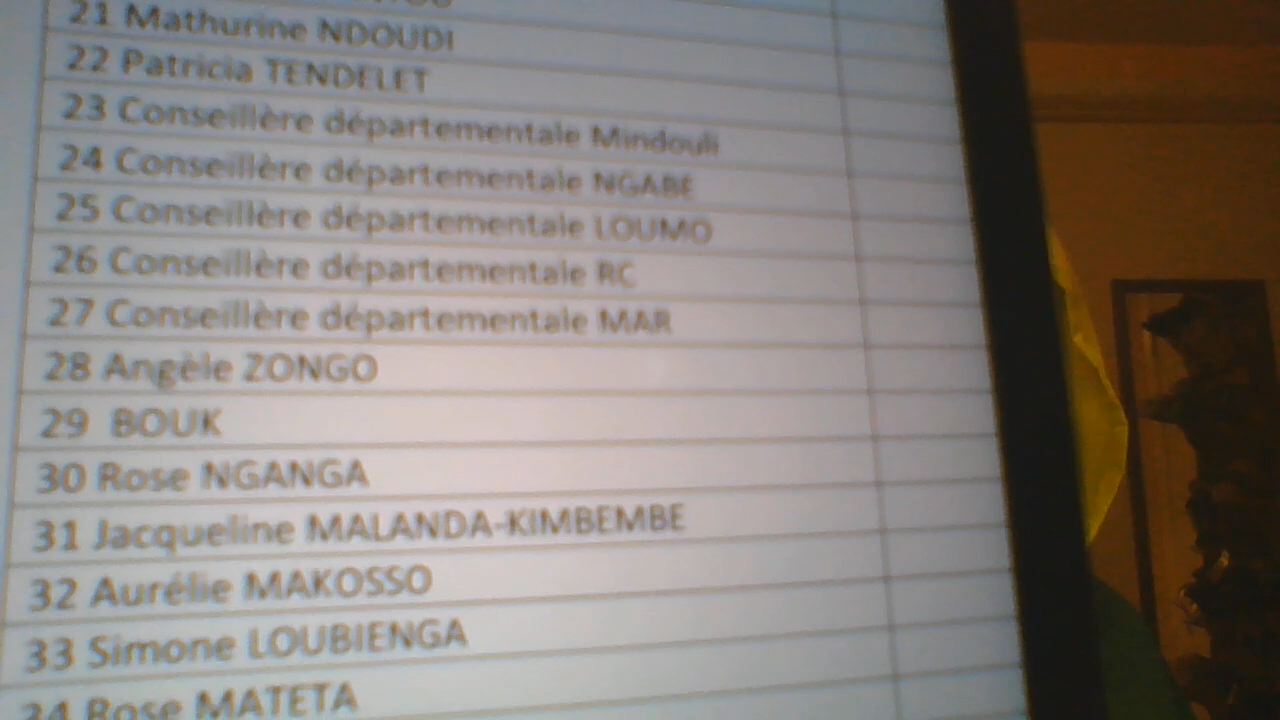 21 Mathurine NDOUDI
22 Patricia TENDELET
23 Conseillère départementale Mindouli
24 Conseillère départementale NGABE
25 Conseillère départementale LOUMO
26 Conseillère départementale RC
27 Conseillère départementale MAR
28 Angèle ZONGO
29 BOUK
30 Rose NGANGA
31 Jacqueline MALANDA-KIMBEMBE
32 Aurélie MAKOSSO
33 Simone LOUBIENGA
34 Rose MATETA